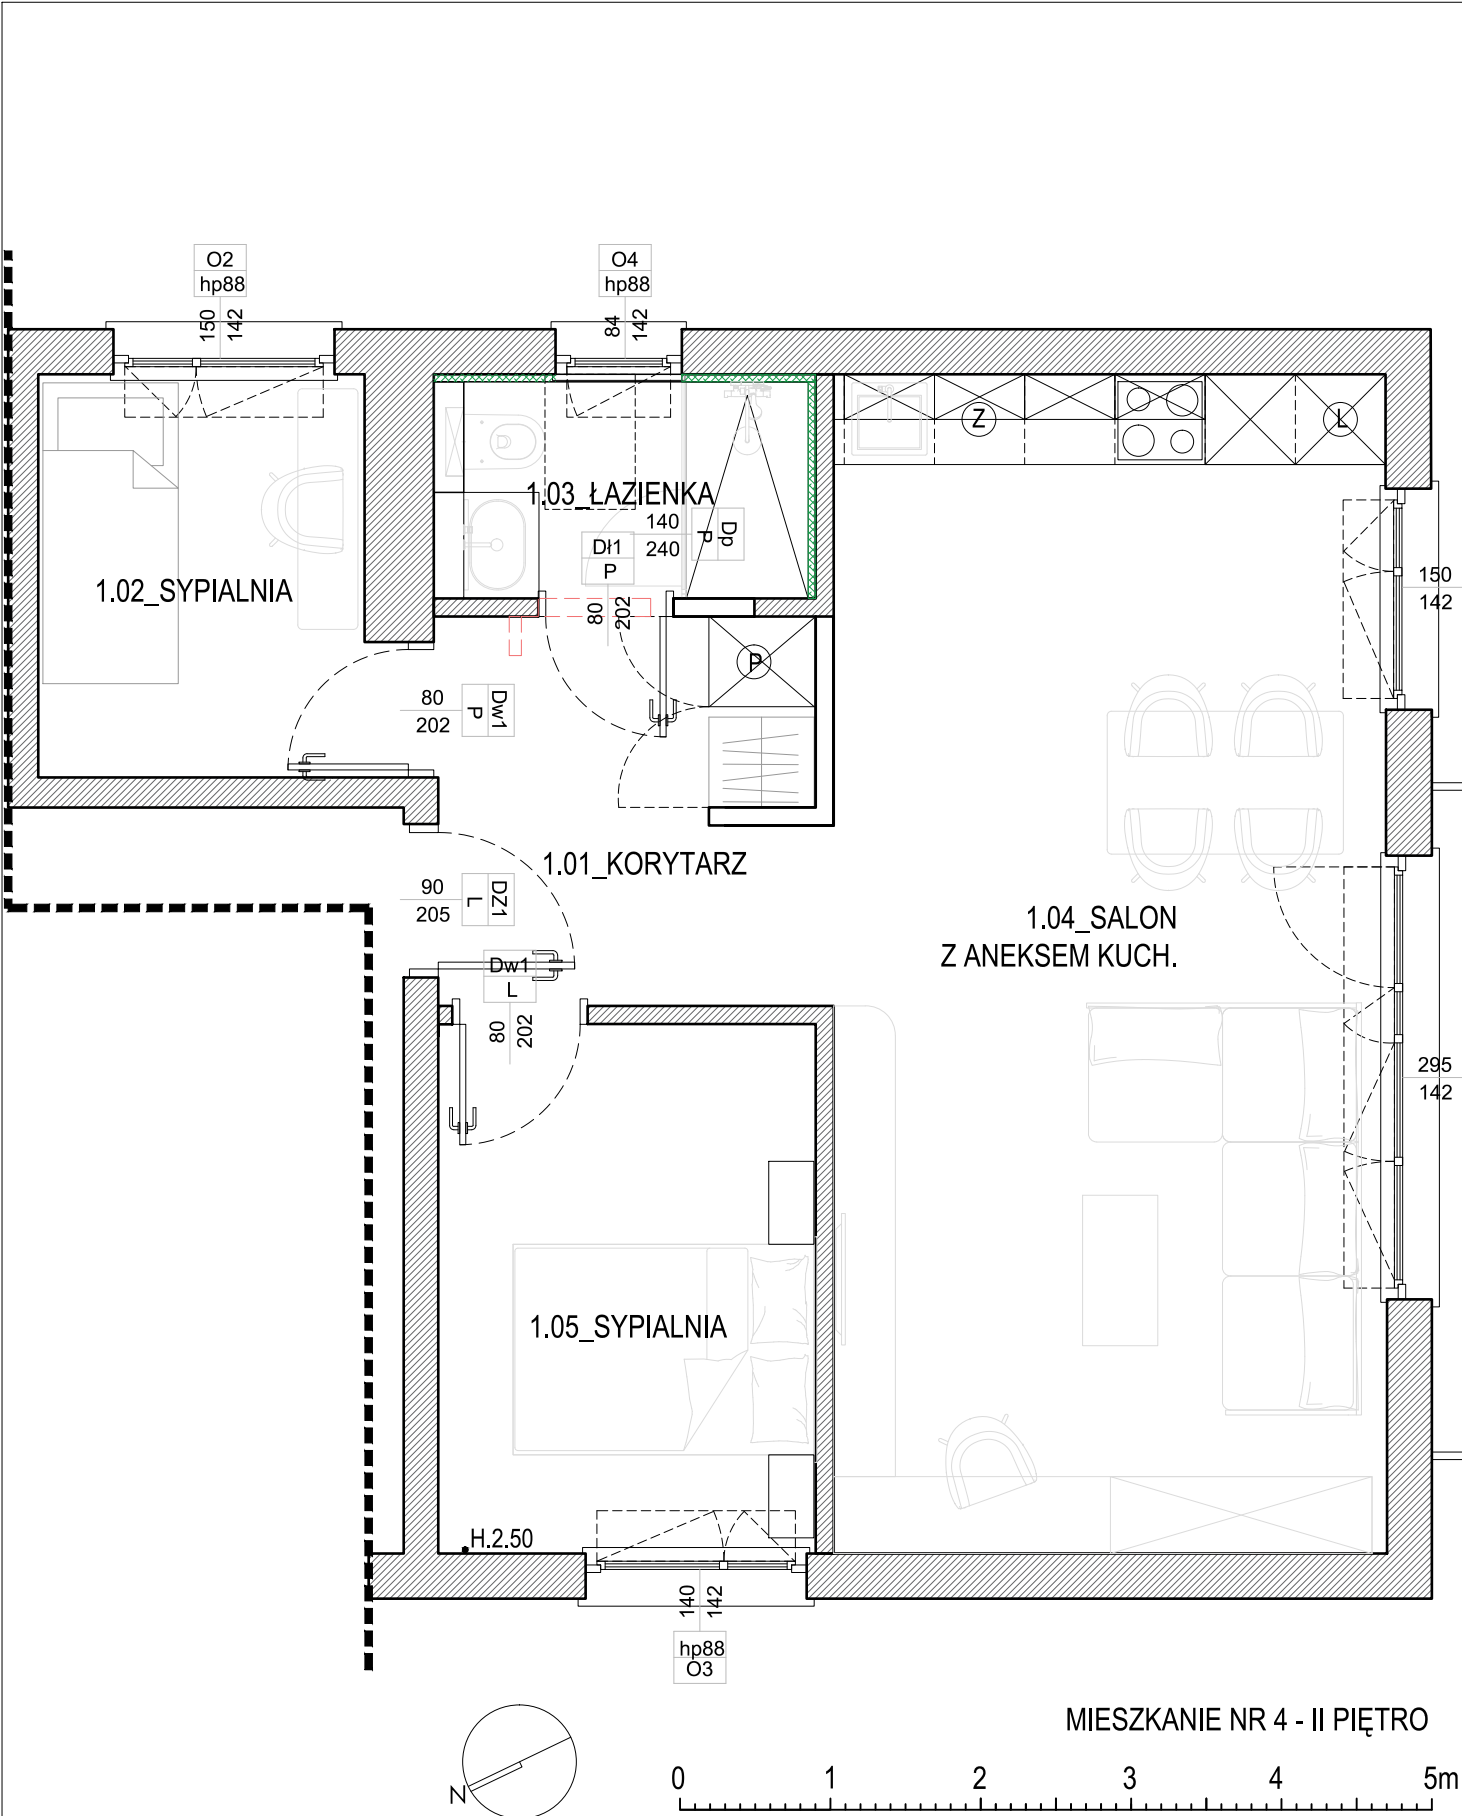 O2
hp88
150
142
O4
hp88
84
142
Z
L
1.03_ŁAZIENKA
140
240
Dp
P
Dł1
P
80
202
1.02_SYPIALNIA
150
142
P
80
202
Dw1
P
1.01_KORYTARZ
90
205
DZ1
L
1.04_SALON
Z ANEKSEM KUCH.
Dw1
L
80
202
295
142
1.05_SYPIALNIA
H.2.50
140
142
hp88
O3
MIESZKANIE NR 4 - II PIĘTRO
N
0 1 2 3 4 5m